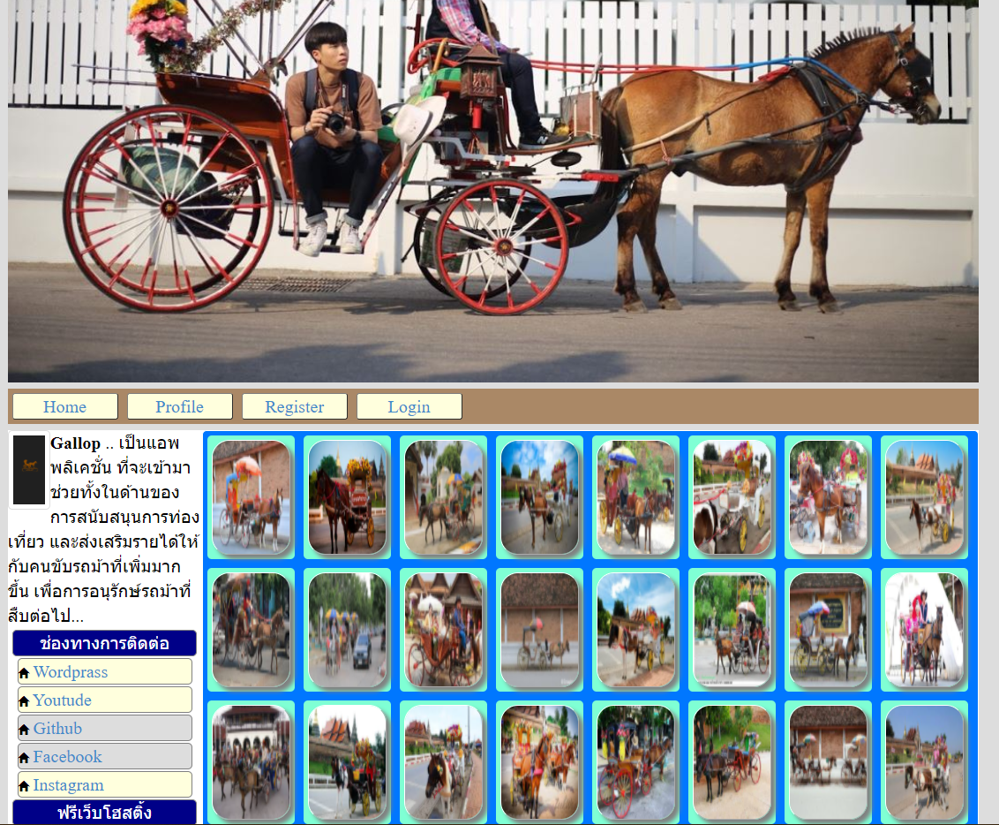 Home Profile Register Login
Gallop .. เป็นแอพ
พลิเคชั่น ที่จะเข้ามา
ช่วยทั้งในด้านของ
การสนับสนุนการท่อง
เที่ยว และส่งเสริมรายได้ให้
กับคนขับรถม้าที่เพิ่มมาก
ขึ้น เพื่อการอนุรักษ์รถม้าที่
สืบต่อไป...
ช่องทางการติดต่อ
Wordprass
Youtude
Github
Facebook
Instagram
ฟรีเว็บโฮสติ้ง